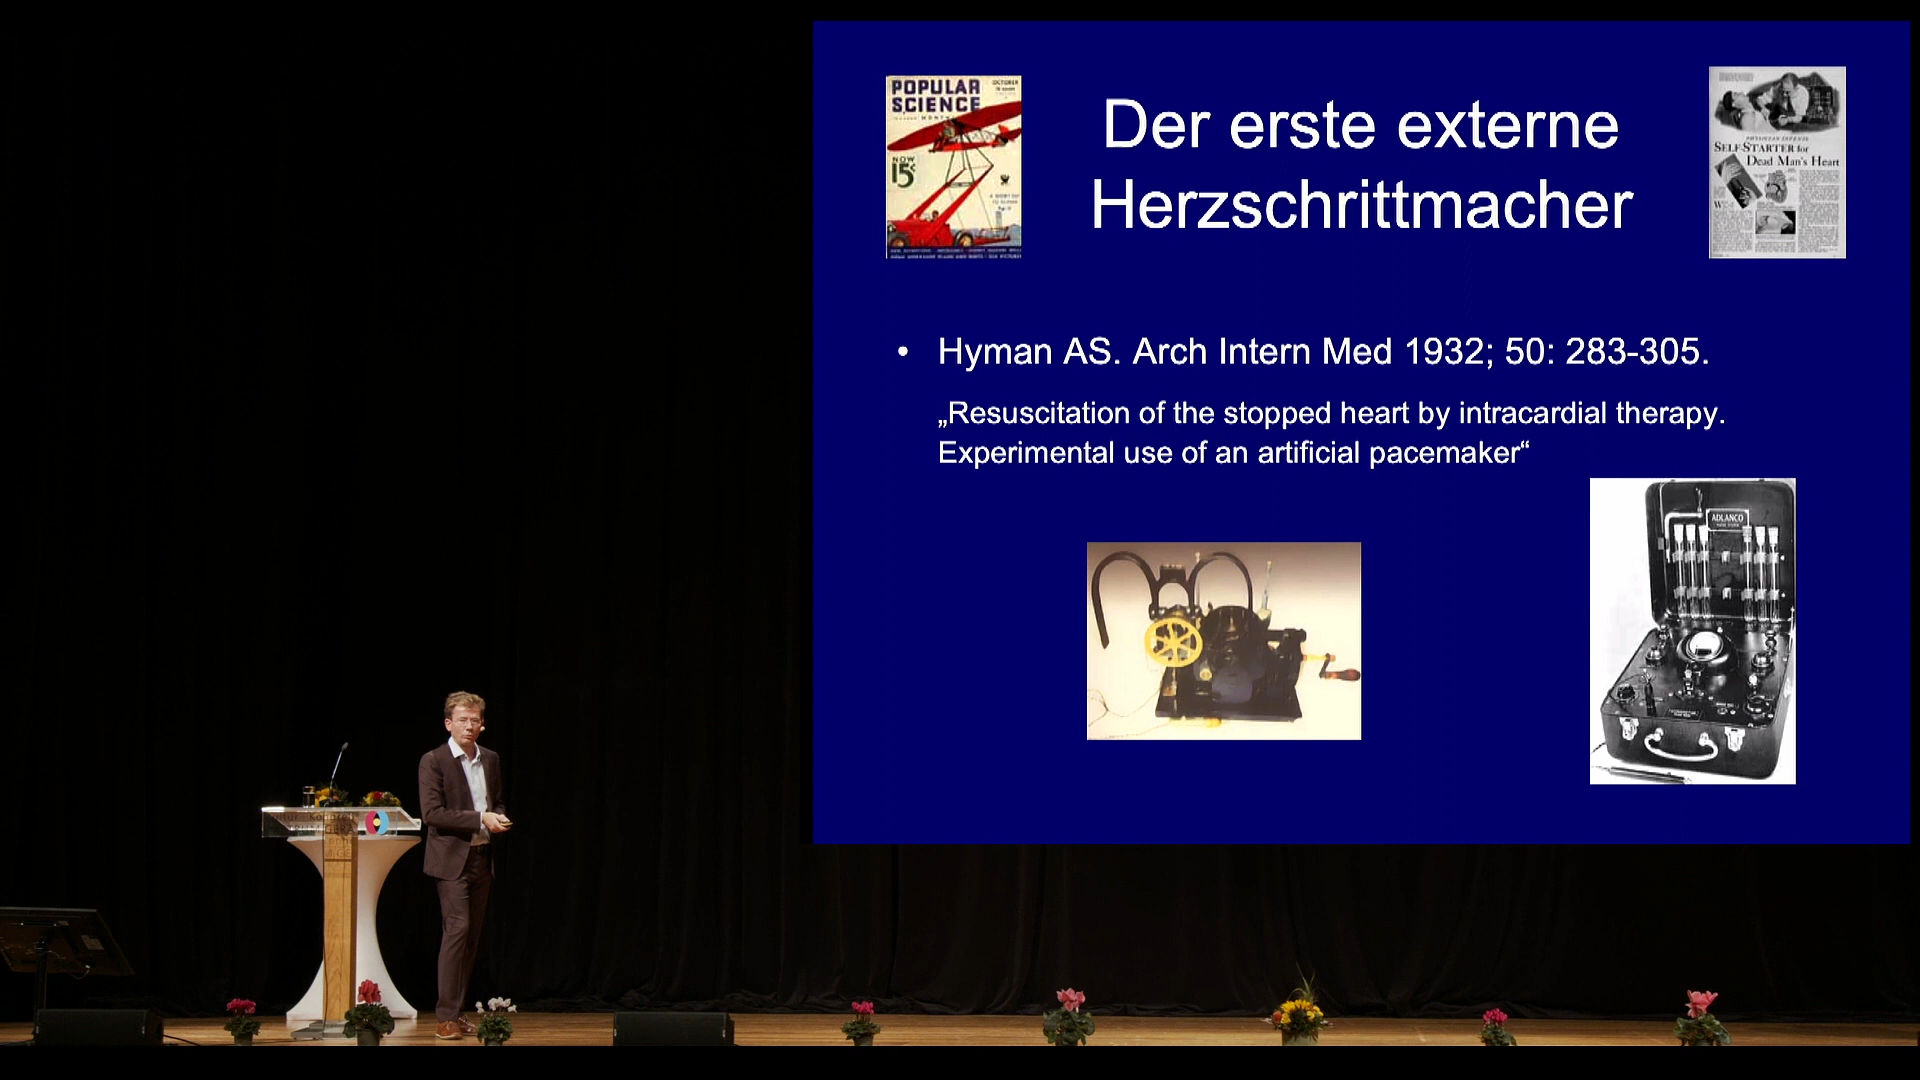 POPULAR
SCIENCE
MONTHLY
OCTOBER
NOW
15¢
Der erste externe
Herzschrittmacher
SELF-STARTER for
Dead Man's Heart
• Hyman AS. Arch Intern Med 1932; 50: 283-305.
„Resuscitation of the stopped heart by intracardial therapy.
Experimental use of an artificial pacemaker“
ADLANCO